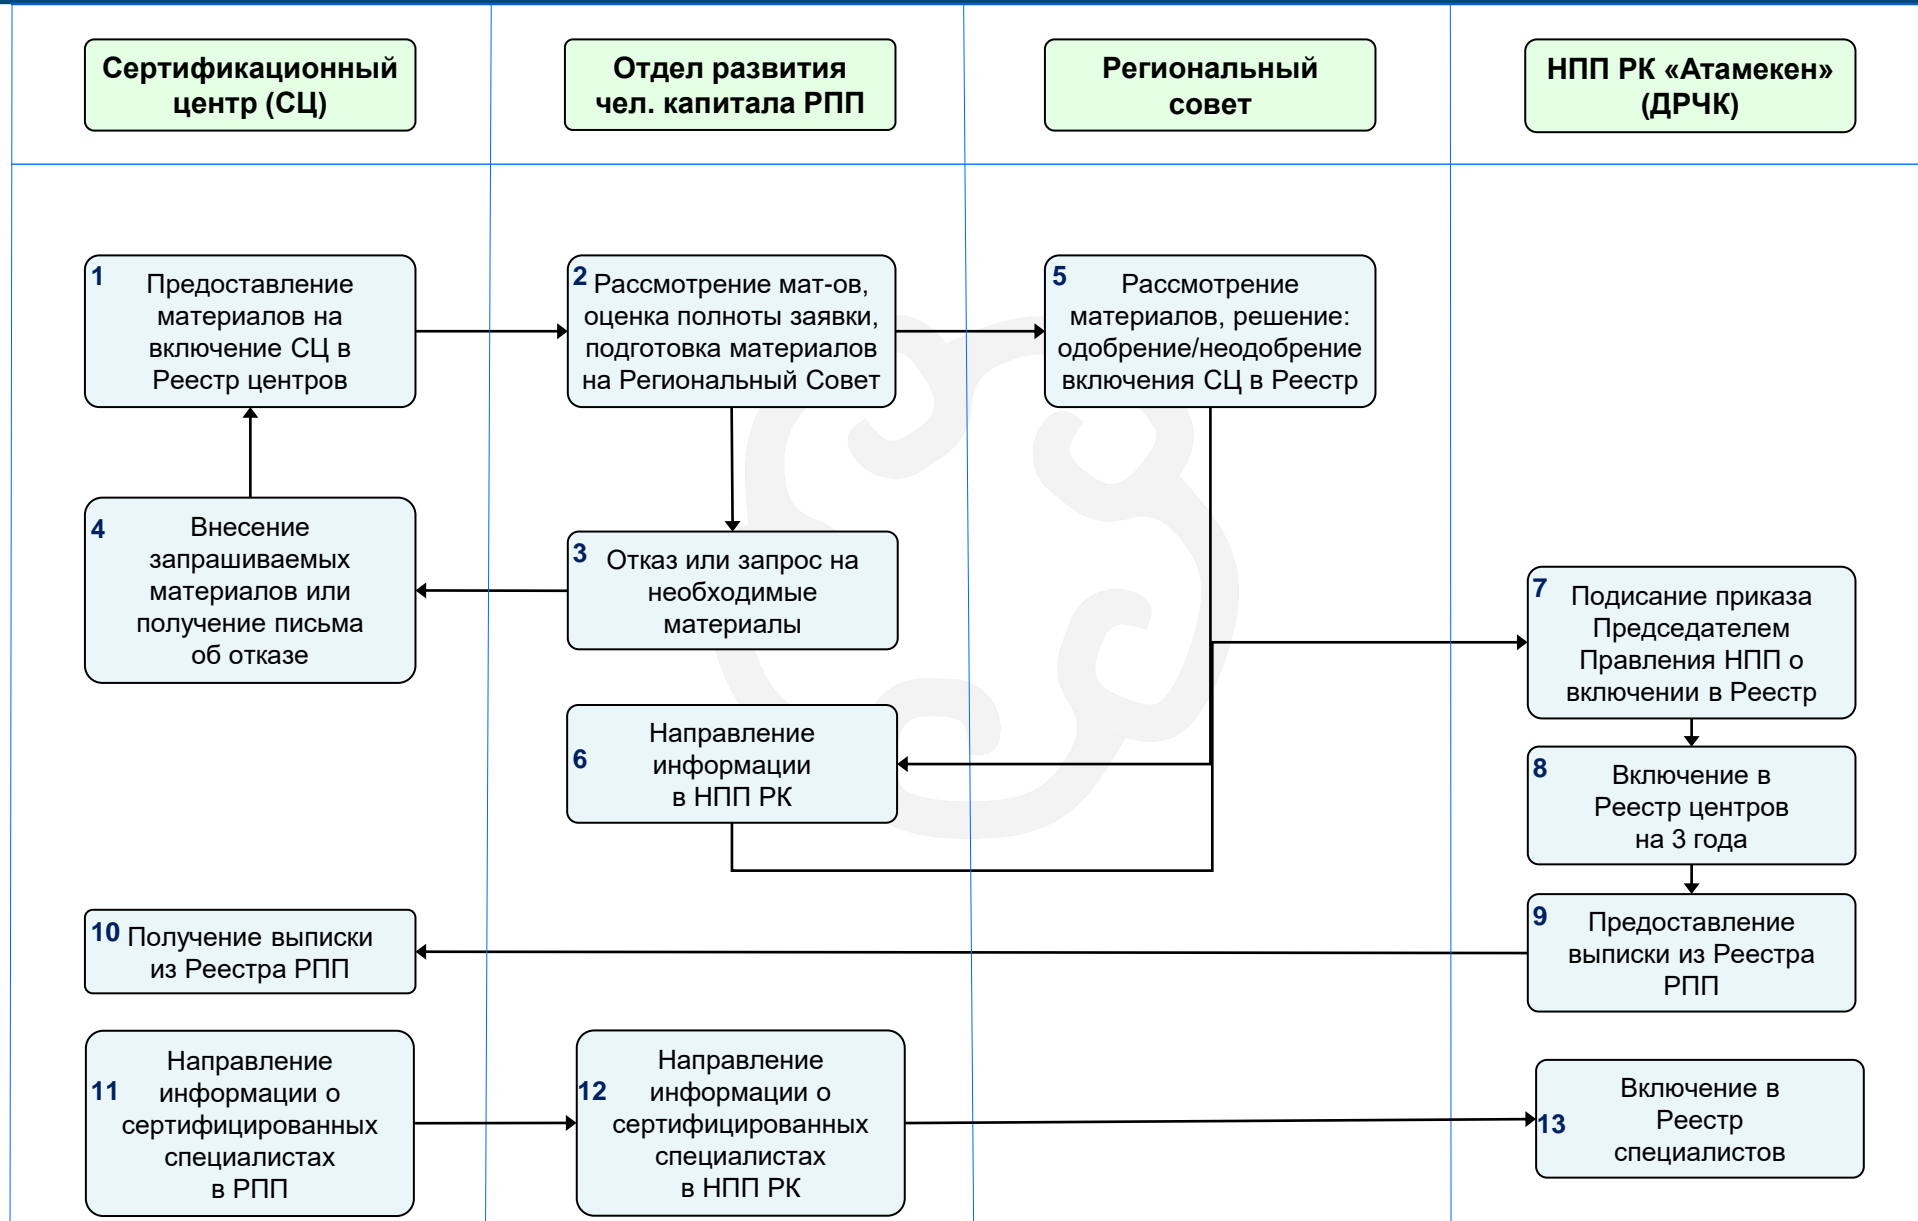 Сертификационный
центр (СЦ)
Отдел развития
чел. капитала РПП
Региональный
совет
НПП РК «Атамекен»
(ДРЧК)
1
Предоставление
материалов на
включение СЦ в
Реестр центров
2
Рассмотрение мат-ов,
оценка полноты заявки,
подготовка материалов
на Региональный Совет
5
Рассмотрение
материалов, решение:
одобрение/неодобрение
включения СЦ в Реестр
4
Внесение
запрашиваемых
материалов или
получение письма
об отказе
3
Отказ или запрос на
необходимые
материалы
7
Подисание приказа
Председателем
Правления НПП о
включении в Реестр
6
Направление
информации
в НПП РК
8
Включение в
Реестр центров
на 3 года
10
Получение выписки
из Реестра РПП
9
Предоставление
выписки из Реестра
РПП
11
Направление
информации о
сертифицированных
специалистах
в РПП
12
Направление
информации о
сертифицированных
специалистах
в НПП РК
13
Включение в
Реестр
специалистов